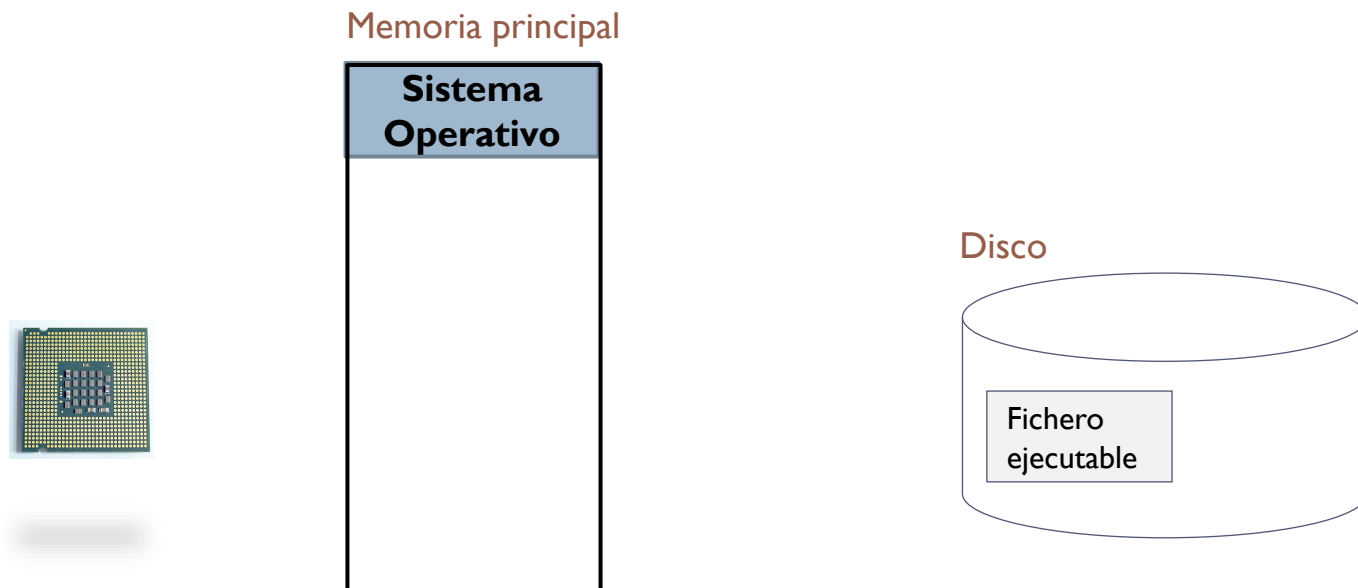 Memoria principal
Sistema
Operativo
Disco
Fichero
ejecutable